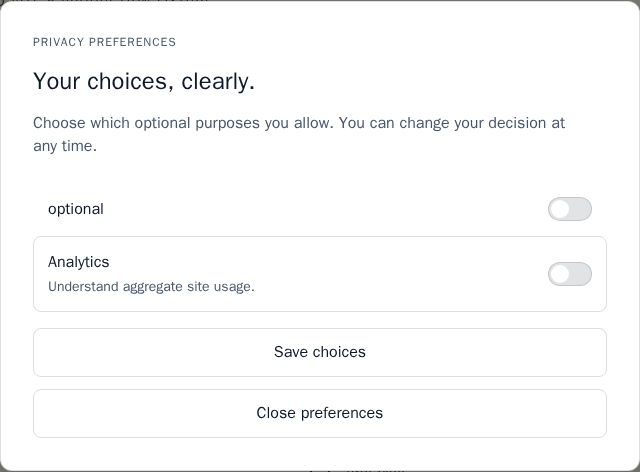 PRIVACY PREFERENCES
Your choices, clearly.
Choose which optional purposes you allow. You can change your decision at
any time.
optional
Analytics
Understand aggregate site usage.
Save choices
Close preferences